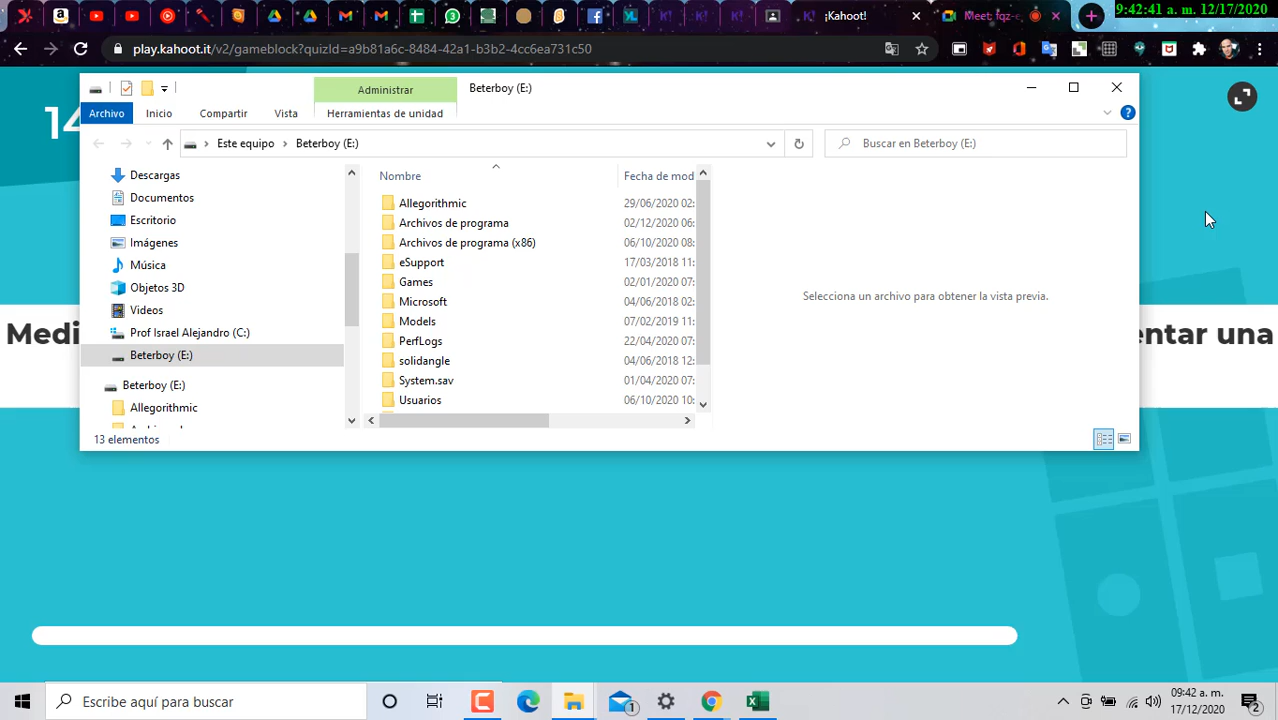 ¡Kahoot!
Meet: fqz-e
9:42:41 a. m. 12/17/2020
play.kahoot.it/v2/gameblock?quizId=a9b81a6c-8484-42a1-b3b2-4cc6ea731c50
14
Administrar
Beterboy (E:)
Archivo Inicio Compartir Vista Herramientas de unidad
Este equipo > Beterboy (E:)
Buscar en Beterboy (E:)
Descargas
Documentos
Escritorio
Imágenes
Música
Objetos 3D
Videos
Prof Israel Alejandro (C:)
Beterboy (E:)
Beterboy (E:)
Allegorithmic
Nombre Fecha de mod
Allegorithmic 29/06/2020 02:
Archivos de programa 02/12/2020 06:
Archivos de programa (x86) 06/10/2020 08:
eSupport 17/03/2018 11:
Games 02/01/2020 07:
Microsoft 04/06/2018 02:
Models 07/02/2019 11:
PerfLogs 22/04/2020 07:
solidangle 04/06/2018 12:
System.sav 01/04/2020 07:
Usuarios 06/10/2020 10:
Selecciona un archivo para obtener la vista previa.
13 elementos
Medi
entar una
Escribe aquí para buscar
1
09:42 a. m.
17/12/2020
2